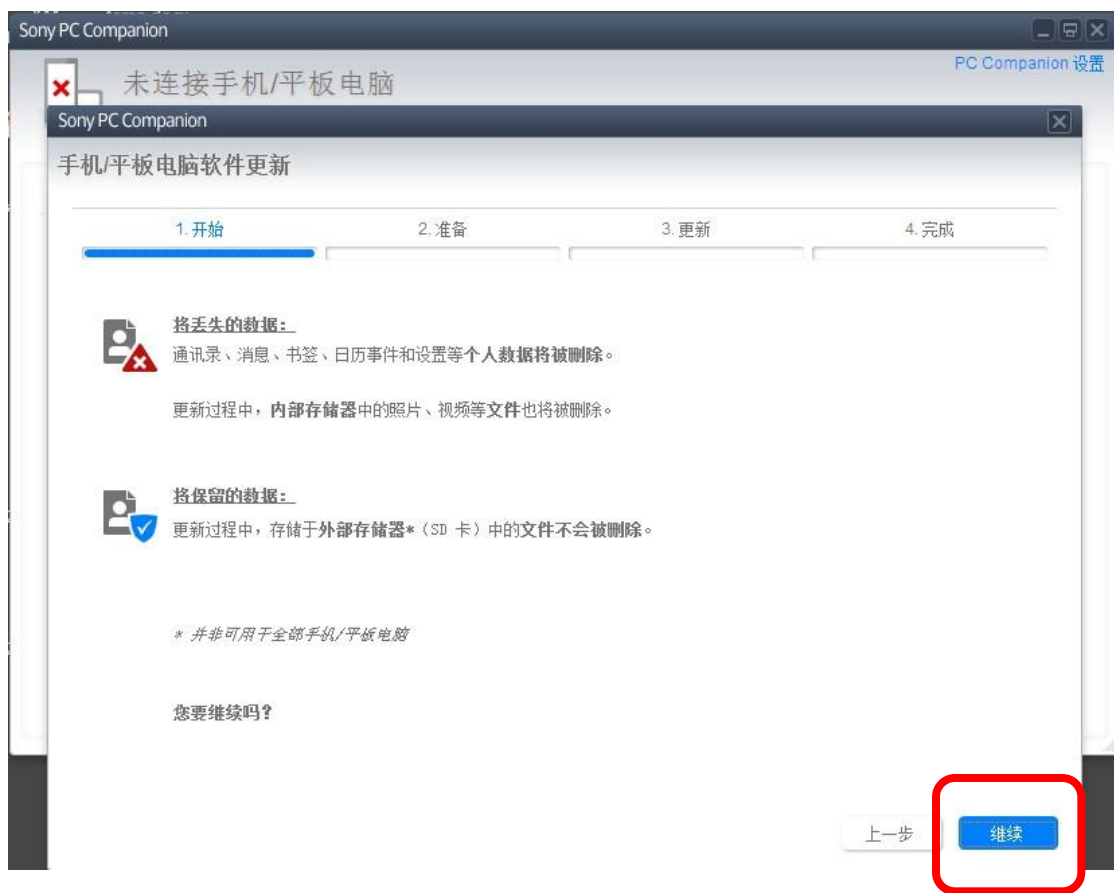 Sony PC Companion
PC Companion 设置
未连接手机/平板电脑
Sony PC Companion
手机/平板电脑软件更新
1. 开始 2. 准备 3. 更新 4. 完成
将丢失的数据：
通讯录、消息、书签、日历事件和设置等个人数据将被删除。
更新过程中，内部存储器中的照片、视频等文件也将被删除。
将保留的数据：
更新过程中，存储于外部存储器*（SD 卡）中的文件不会被删除。
* 并非可用于全部手机/平板电脑
您要继续吗？
上一步 继续